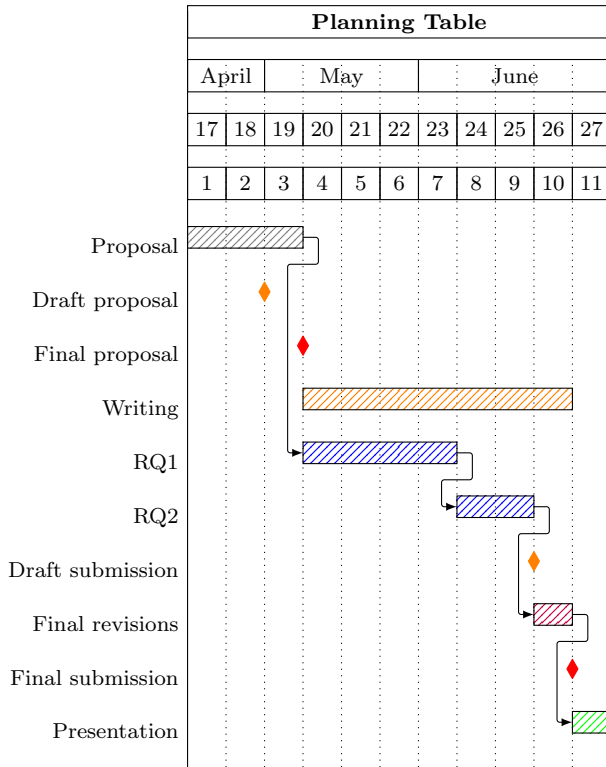 Planning Table
April May June
17 18 19 20 21 22 23 24 25 26 27
1 2 3 4 5 6 7 8 9 10 11
Proposal
Draft proposal
Final proposal
Writing
RQ1
RQ2
Draft submission
Final revisions
Final submission
Presentation